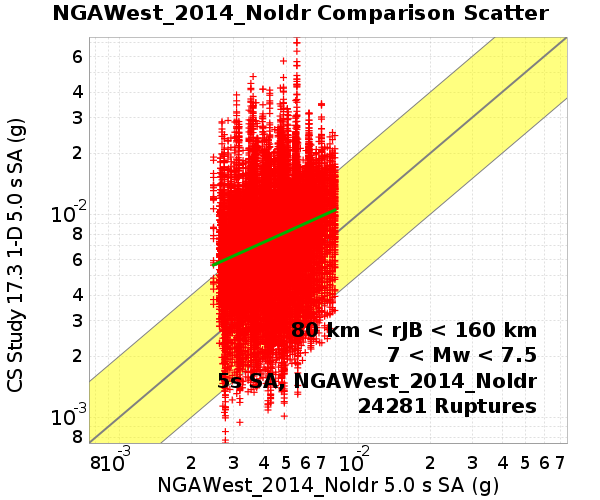 NGAWest_2014_NoIdr Comparison Scatter
CS Study 17.3 1-D 5.0 s SA (g)
6
4
3
2
10⁻²
8
6
4
3
2
10⁻³
8
80 km < rJB < 160 km
7 < Mw < 7.5
5s SA, NGAWest_2014_NoIdr
24281 Ruptures
8 10⁻³ 2 3 4 5 6 7 10⁻² 2 3 4 5 6 7
NGAWest_2014_NoIdr 5.0 s SA (g)